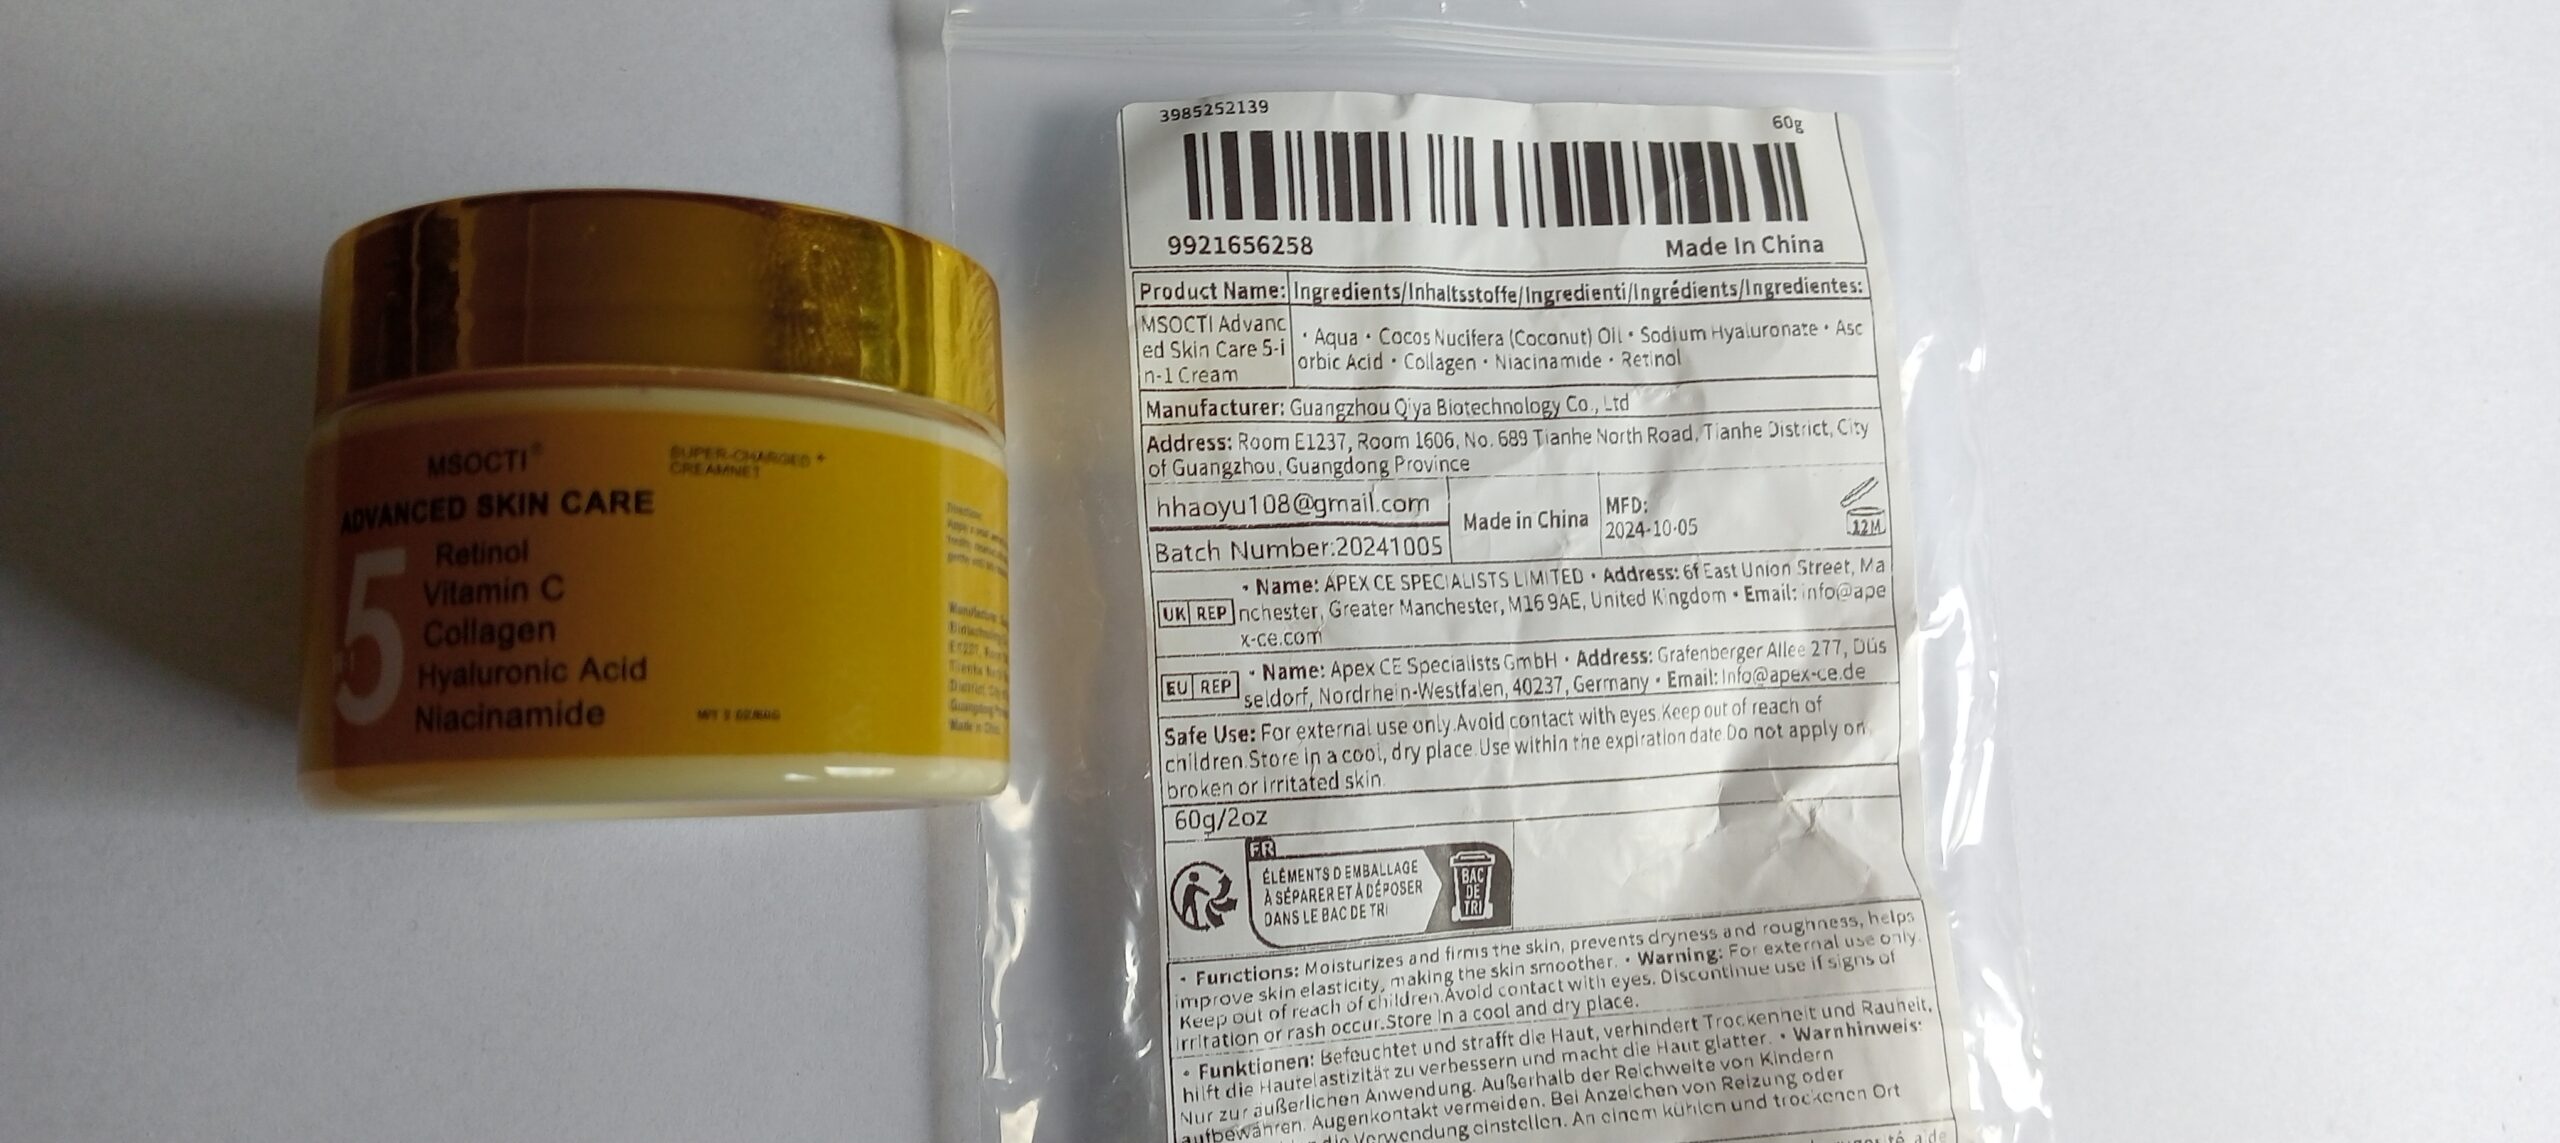 MSOCTI®
SUPER-CHARGED *
CREAMNET
ADVANCED SKIN CARE
5
Retinol
Vitamin C
Collagen
Hyaluronic Acid
Niacinamide
3985252139
60g
9921656258
Made In China
Product Name:
MSOCTI Advanc
ed Skin Care 5-i
n-1 Cream
Ingredients/Inhaltsstoffe/Ingredienti/Ingrédients/Ingredientes:
• Aqua • Cocos Nucifera (Coconut) Oil • Sodium Hyaluronate • Asc
orbic Acid • Collagen • Niacinamide • Retinol
Manufacturer: Guangzhou Qiya Biotechnology Co., Ltd
Address: Room E1237, Room 1606, No. 689 Tianhe North Road, Tianhe District, City
of Guangzhou, Guangdong Province
hhaoyu108@gmail.com
Batch Number:20241005
Made in China
MFD:
2024-10-05
12M
UK REP
• Name: APEX CE SPECIALISTS LIMITED • Address: 6f East Union Street, Ma
nchester, Greater Manchester, M16 9AE, United Kingdom • Email: info@ape
x-ce.com
EU REP
• Name: Apex CE Specialists GmbH • Address: Grafenberger Allee 277, Düs
seldorf, Nordrhein-Westfalen, 40237, Germany • Email: Info@apex-ce.de
Safe Use: For external use only.Avoid contact with eyes.Keep out of reach of
children.Store in a cool, dry place.Use within the expiration date.Do not apply on
broken or irritated skin.
60g/2oz
FR
ÉLÉMENTS D EMBALLAGE
À SÉPARER ET À DÉPOSER
DANS LE BAC DE TRI
BAC
DE
TRI
• Functions: Moisturizes and firms the skin, prevents dryness and roughness, helps
improve skin elasticity, making the skin smoother. • Warning: For external use only.
Keep out of reach of children.Avoid contact with eyes. Discontinue use if signs of
irritation or rash occur.Store in a cool and dry place.
• Funktionen: Befeuchtet und strafft die Haut, verhindert Trockenheit und Rauheit,
hilft die Hautelastizität zu verbessern und macht die Haut glatter. • Warnhinweis:
Nur zur äußerlichen Anwendung. Außerhalb der Reichweite von Kindern
aufbewahren. Augenkontakt vermeiden. Bei Anzeichen von Reizung oder
die Verwendung einstellen. An einem kühlen und trockenen Ort